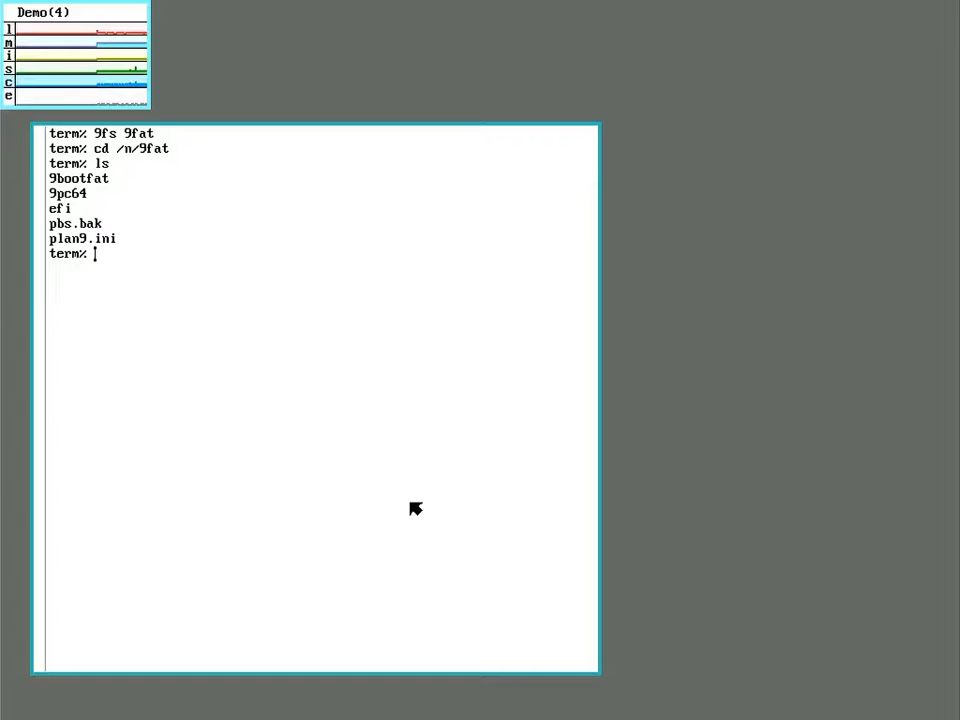 Demo(4)
l
m
i
s
c
e
term% 9fs 9fat
term% cd /n/9fat
term% ls
9bootfat
9pc64
efi
pbs.bak
plan9.ini
term%